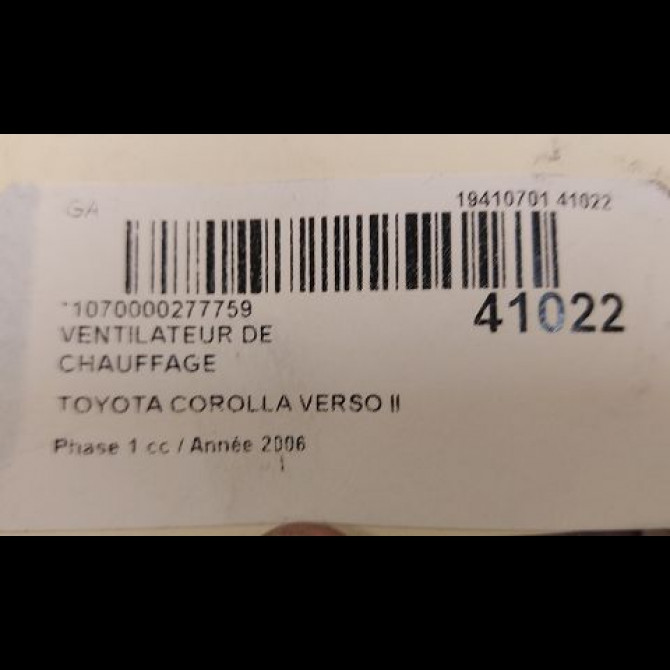 GA
19410701 41022
*1070000277759
41022
VENTILATEUR DE
CHAUFFAGE
TOYOTA COROLLA VERSO II
Phase 1 cc / Année 2006